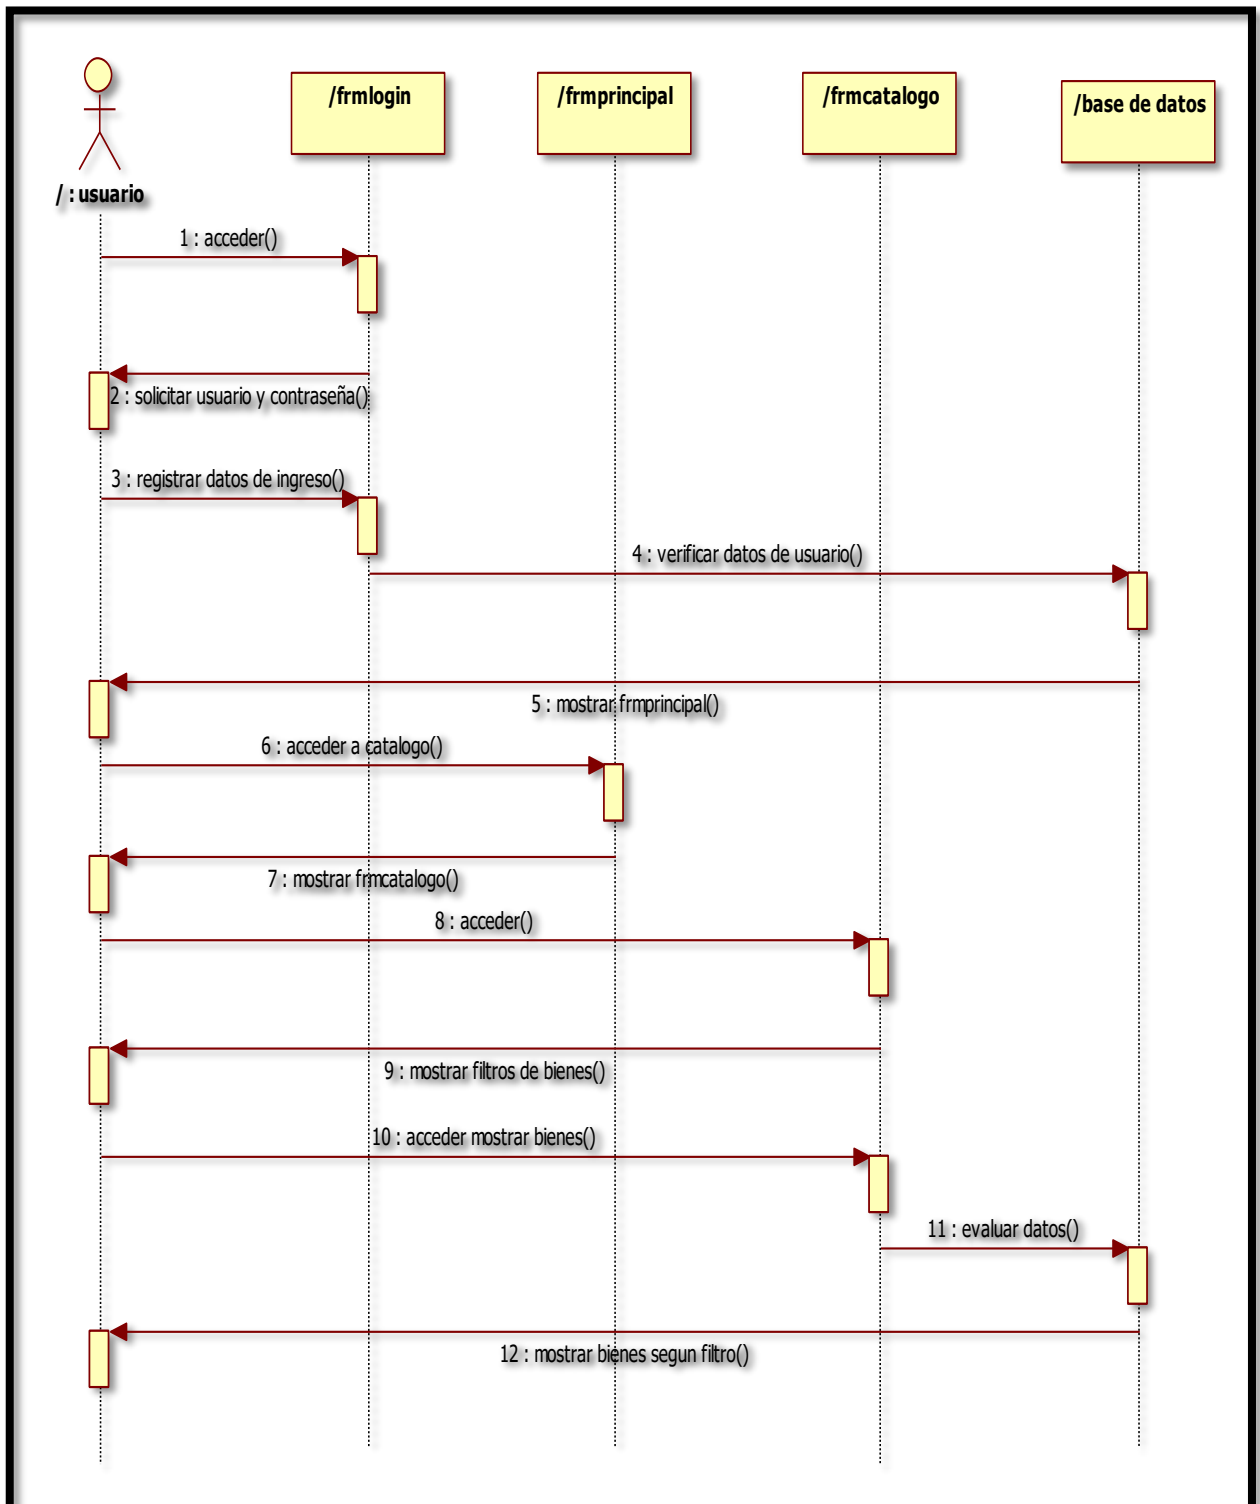 /frmlogin
/frmprincipal
/frmcatalogo
/base de datos
/ : usuario
1 : acceder()
2 : solicitar usuario y contraseña()
3 : registrar datos de ingreso()
4 : verificar datos de usuario()
5 : mostrar frmprincipal()
6 : acceder a catalogo()
7 : mostrar frmcatalogo()
8 : acceder()
9 : mostrar filtros de bienes()
10 : acceder mostrar bienes()
11 : evaluar datos()
12 : mostrar bienes segun filtro()